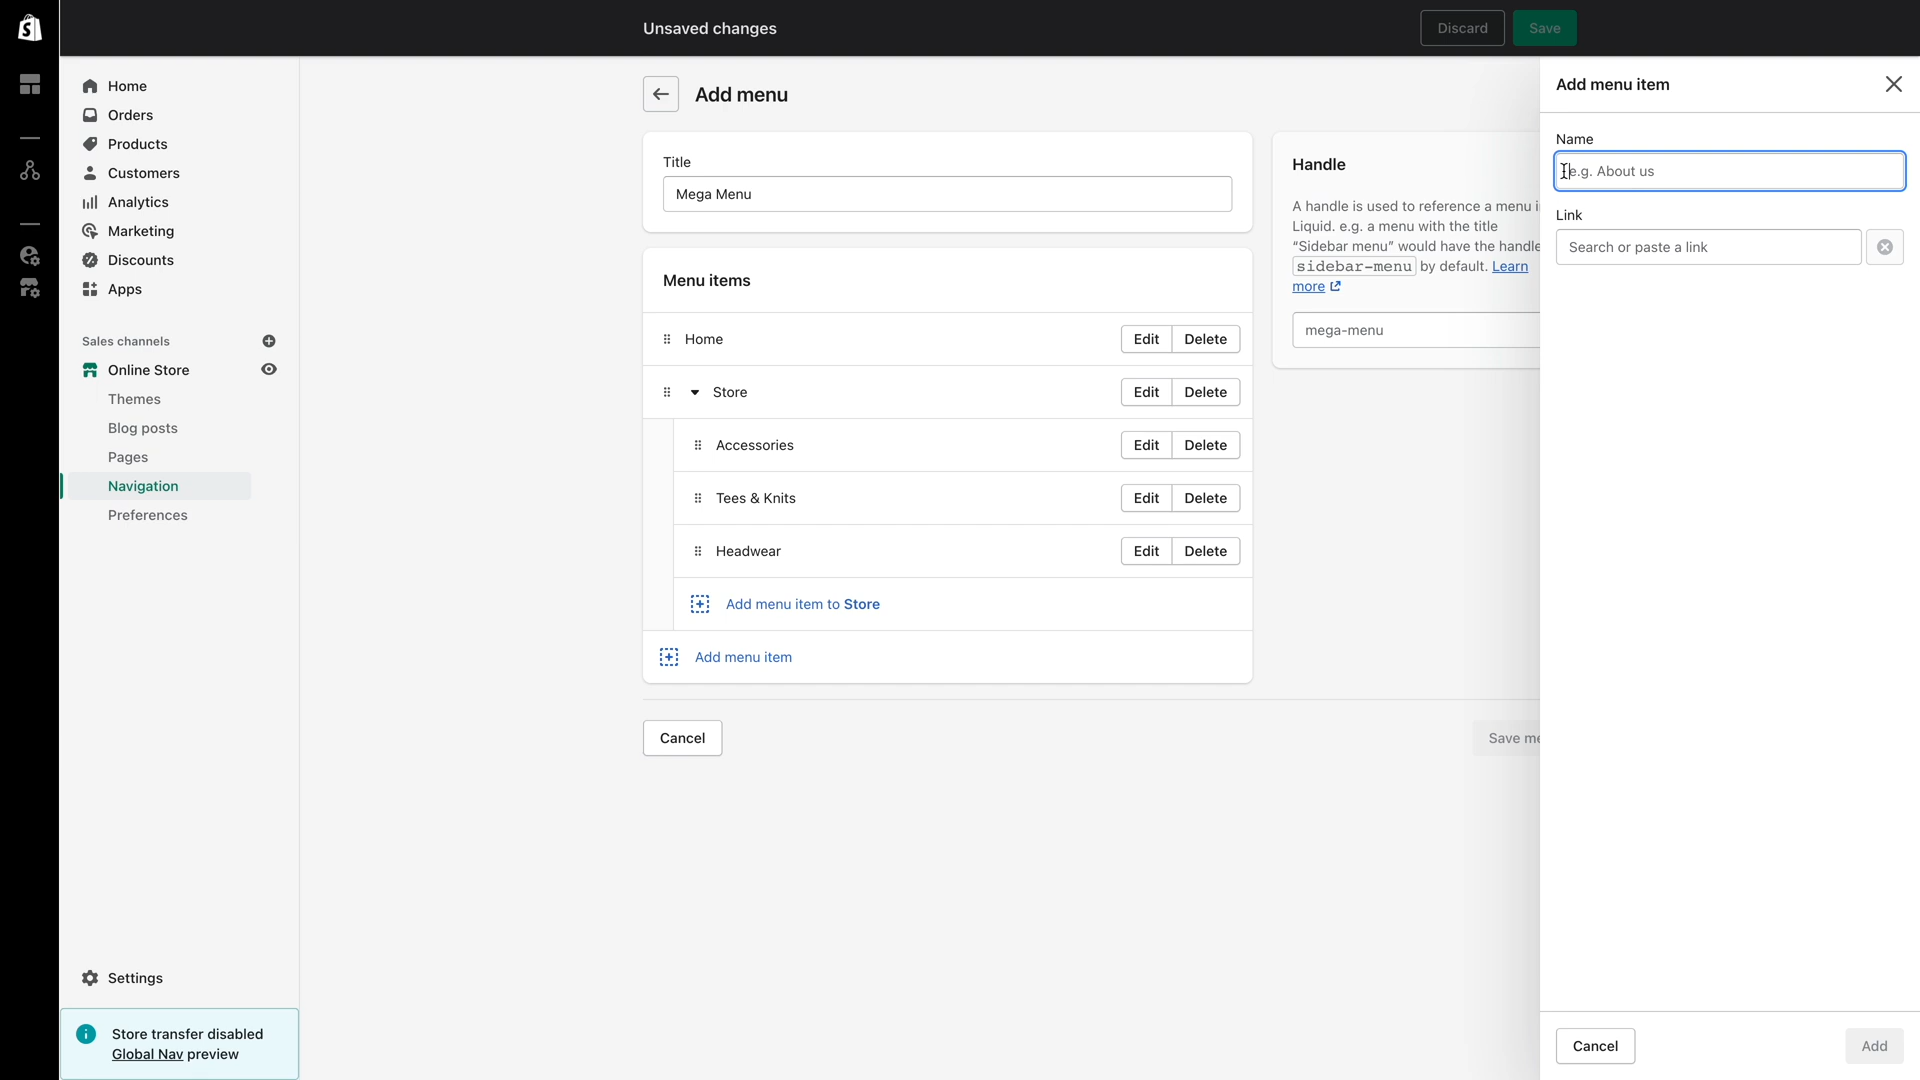 Unsaved changes
Discard
Save
Home
Orders
Products
Customers
Analytics
Marketing
Discounts
Apps
Sales channels
Online Store
Themes
Blog posts
Pages
Navigation
Preferences
Settings
Store transfer disabled
Global Nav preview
Add menu
Title
Mega Menu
Menu items
Home Edit Delete
Store Edit Delete
Accessories Edit Delete
Tees & Knits Edit Delete
Headwear Edit Delete
Add menu item to Store
Add menu item
Cancel
Save me
Handle
A handle is used to reference a menu i
Liquid. e.g. a menu with the title
“Sidebar menu” would have the handle
sidebar-menu by default. Learn
more
mega-menu
Add menu item
Name
e.g. About us
Link
Search or paste a link
Cancel
Add